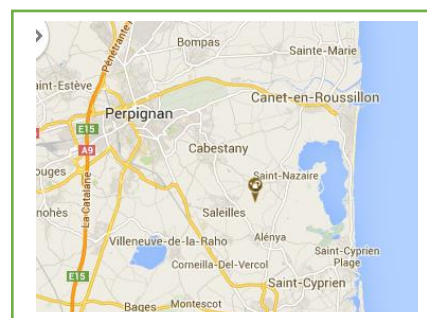 Pénétrante
Bompas
Sainte-Marie
aint-Estève
Canet-en-Roussillon
Perpignan
E15
A9
Cabestany
ouges
La Catalane
Saint-Nazaire
nohès
Saleilles
Villeneuve-de-la-Raho
Alénya
Saint-Cyprien
Plage
E15
Corneilla-Del-Vercol
Saint-Cyprien
Bages
Montescot